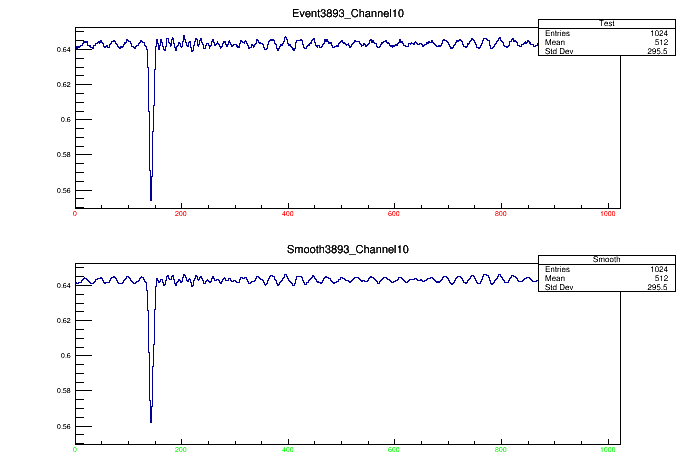 Event3893_Channel10
Test
Entries 1024
Mean 512
Std Dev 295.5
0.64
0.62
0.6
0.58
0.56
0 200 400 600 800 1000
Smooth3893_Channel10
Smooth
Entries 1024
Mean 512
Std Dev 295.5
0.64
0.62
0.6
0.58
0.56
0 200 400 600 800 1000